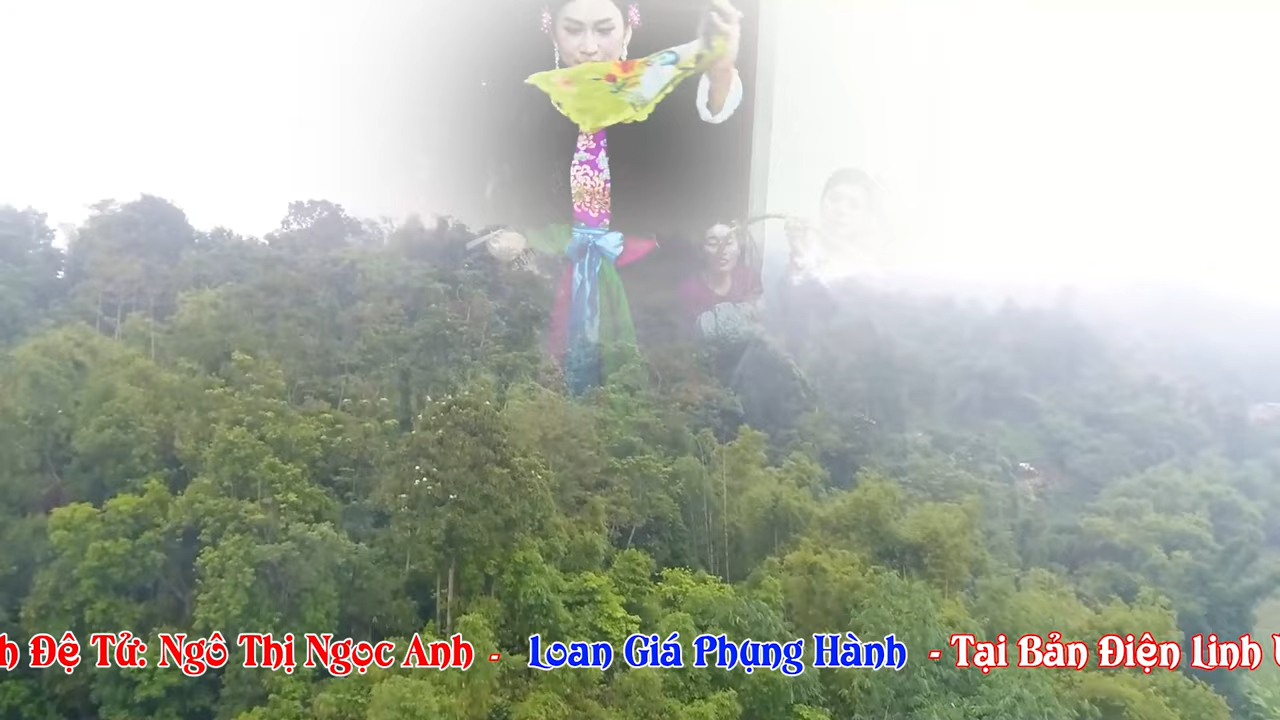 h Đệ Tử: Ngô Thị Ngọc Anh - Loan Giá Phụng Hành - Tại Bản Điện Linh